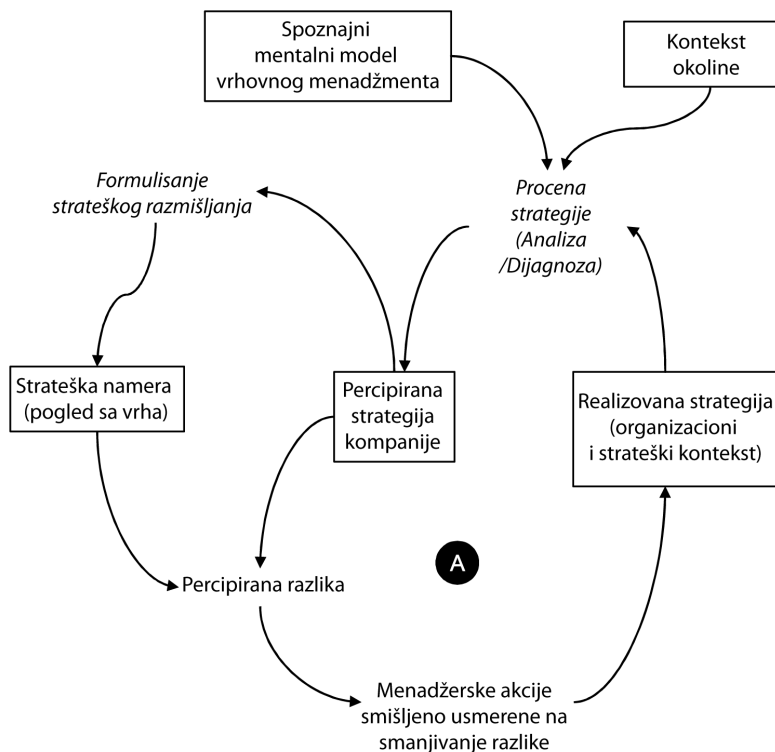 Spoznajni
mentalni model
vrhovnog menadžmenta
Kontekst
okoline
Formulisanje
strateškog razmišljanja
Procena
strategije
(Analiza
/Dijagnoza)
Strateška namera
(pogled sa vrha)
Percipirana
strategija
kompanije
Realizovana strategija
(organizacioni
i strateški kontekst)
A
Percipirana razlika
Menadžerske akcije
smišljeno usmerene na
smanjivanje razlike